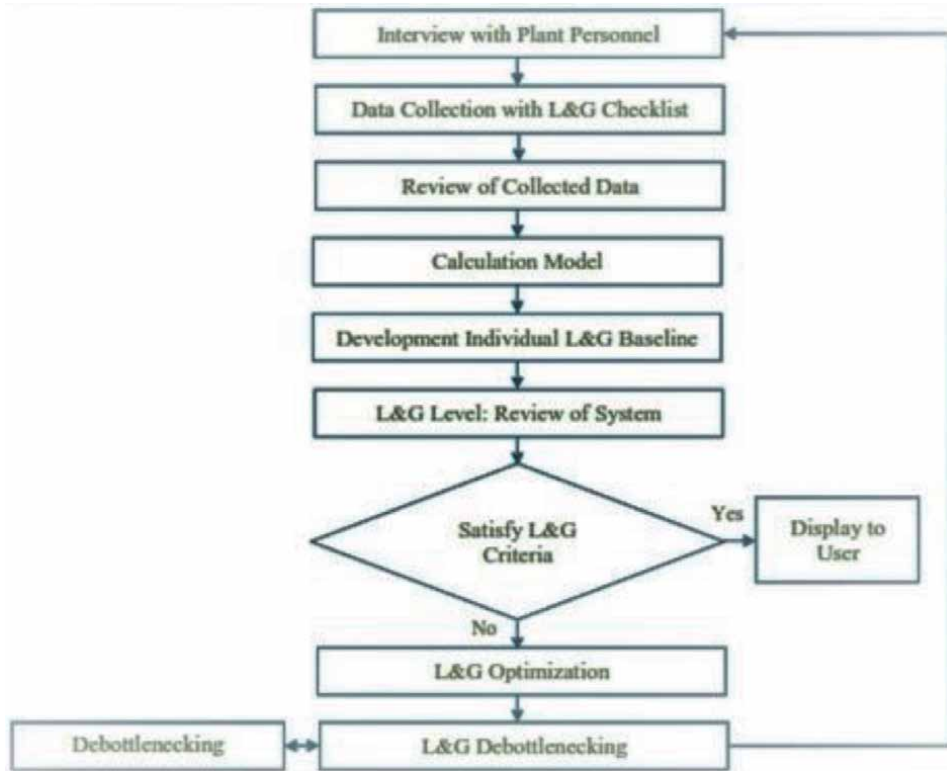 Interview with Plant Personnel
Data Collection with L&G Checklist
Review of Collected Data
Calculation Model
Development Individual L&G Baseline
L&G Level: Review of System
Satisfy L&G
Criteria
Yes
Display to
User
No
L&G Optimization
Debottlenecking
L&G Debottlenecking